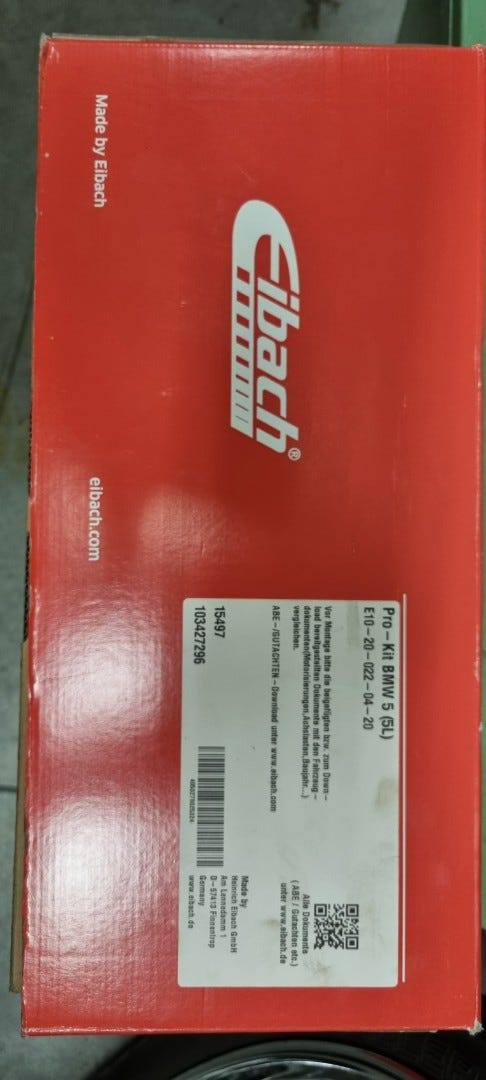 Made by Eibach
Eibach®
eibach.com
Pro-Kit BMW 5 (5L)
E10-20-022-04-20
Vor Montage bitte die beigefügten bzw. zum Down-
load bereitgestellten Dokumente mit den Fahrzeug-
dokumenten(Motorisierungen,Achslasten,Baujahr...)
vergleichen.
ABE-/GUTACHTEN-Download unter www.eibach.com
Alle Dokumente
( ABE / Gutachten etc.)
unter www.eibach.de
15497
103427296
Made by
Heinrich Eibach GmbH
Am Lennedamm 1
D-57413 Finnentrop
Germany
www.eibach.de